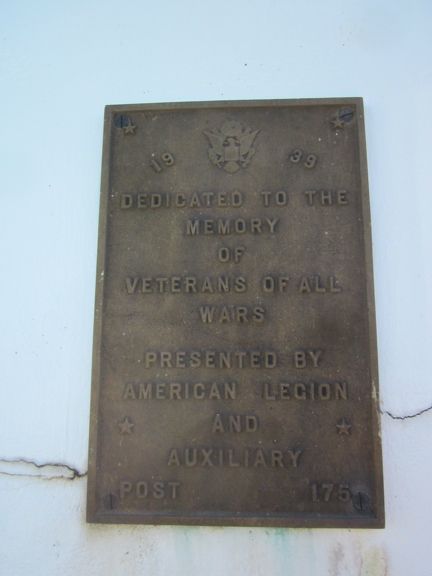 19 39
DEDICATED TO THE
MEMORY
OF
VETERANS OF ALL
WARS
PRESENTED BY
AMERICAN LEGION
AND
AUXILIARY
POST 175